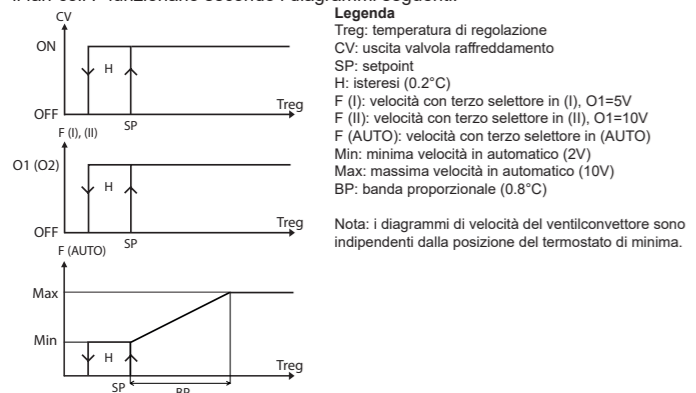 CV
ON
H
OFF
SP
Treg
F (I), (II)
O1 (O2)
H
OFF
SP
Treg
F (AUTO)
Max
Min
H
SP
BP
Treg
Legenda
Treg: temperatura di regolazione
CV: uscita valvola raffreddamento
SP: setpoint
H: isteresi (0.2°C)
F (I): velocità con terzo selettore in (I), O1=5V
F (II): velocità con terzo selettore in (II), O1=10V
F (AUTO): velocità con terzo selettore in (AUTO)
Min: minima velocità in automatico (2V)
Max: massima velocità in automatico (10V)
BP: banda proporzionale (0.8°C)
Nota: i diagrammi di velocità del ventilconvettore sono
indipendenti dalla posizione del termostato di minima.